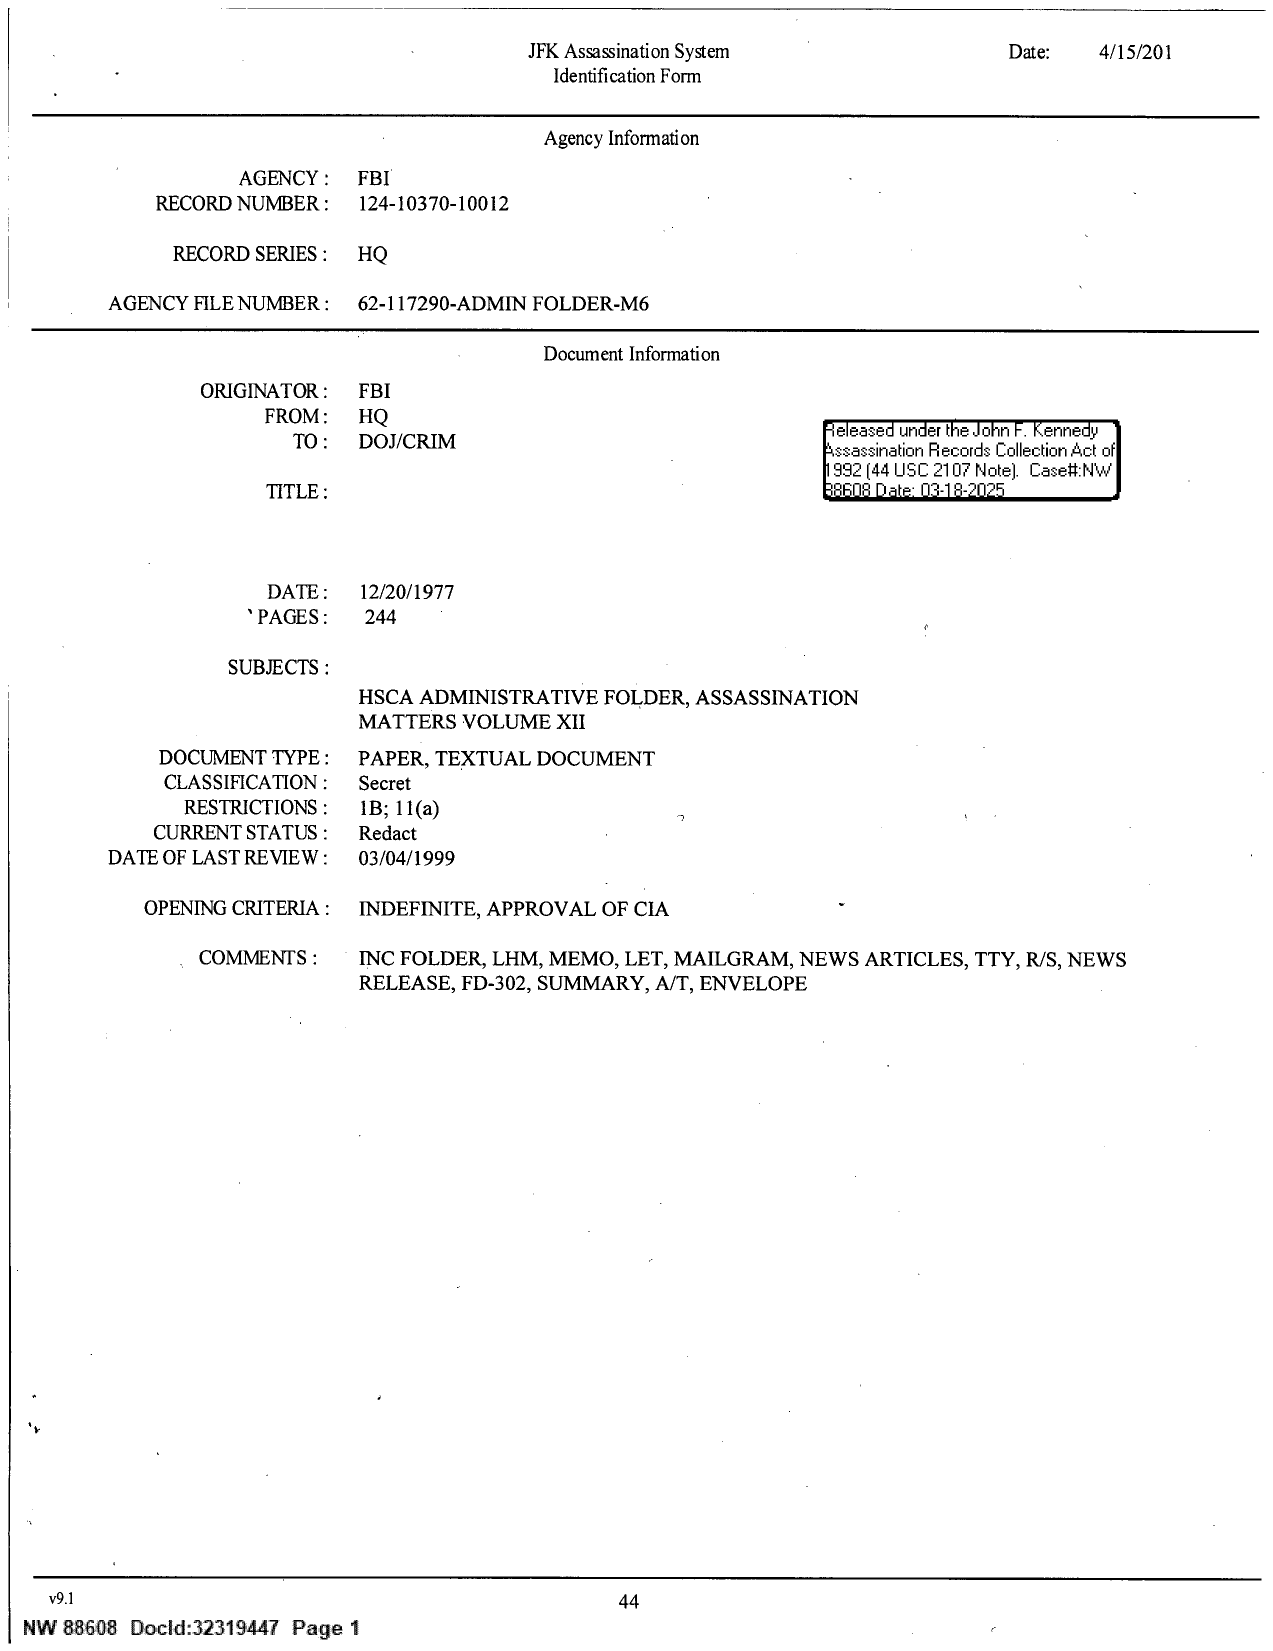 JFK Assassination System
Date: 4/15/201
Identification Form
Agency Information
AGENCY : FBI
RECORD NUMBER : 124-10370-10012
RECORD SERIES : HQ
AGENCY FILE NUMBER : 62-117290-ADMIN FOLDER-M6
Document Information
ORIGINATOR : FBI
FROM : HQ
TO : DOJ/CRIM
Released under the John F. Kennedy
Assassination Records Collection Act of
1992 (44 USC 2107 Note). Case#:NW
88608 Date: 03-18-2025
TITLE :
DATE : 12/20/1977
PAGES : 244
SUBJECTS :
HSCA ADMINISTRATIVE FOLDER, ASSASSINATION
MATTERS VOLUME XII
DOCUMENT TYPE : PAPER, TEXTUAL DOCUMENT
CLASSIFICATION : Secret
RESTRICTIONS : 1B; 11(a)
CURRENT STATUS : Redact
DATE OF LAST REVIEW : 03/04/1999
OPENING CRITERIA : INDEFINITE, APPROVAL OF CIA
COMMENTS : INC FOLDER, LHM, MEMO, LET, MAILGRAM, NEWS ARTICLES, TTY, R/S, NEWS
RELEASE, FD-302, SUMMARY, A/T, ENVELOPE
v9.1
44
NW 88608 DocId:32319447 Page 1